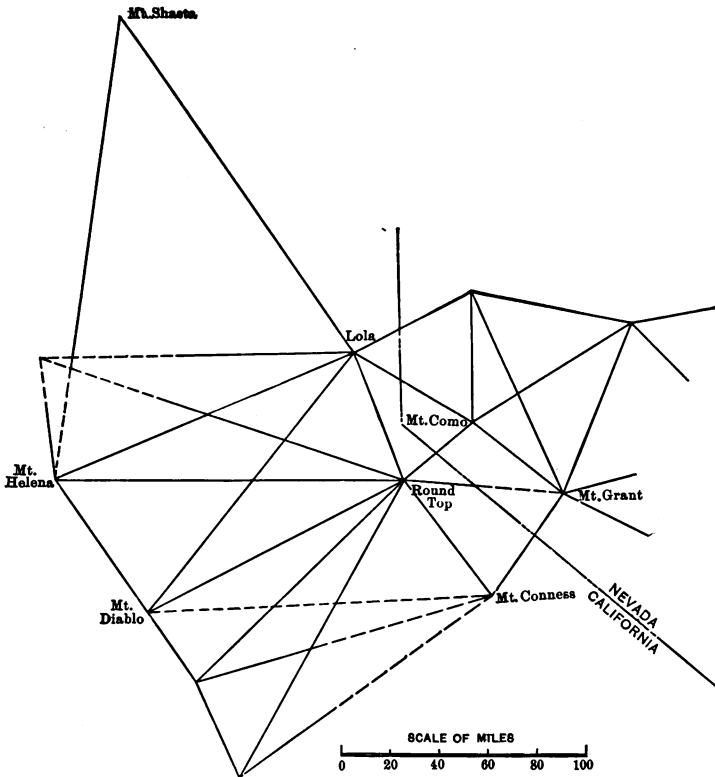 Mt.Shasta
Lola
Mt.Como
Mt.
Helena
Round
Top
Mt.Grant
Mt.
Diablo
Mt.Conness
NEVADA
CALIFORNIA
SCALE OF MILES
0 20 40 60 80 100